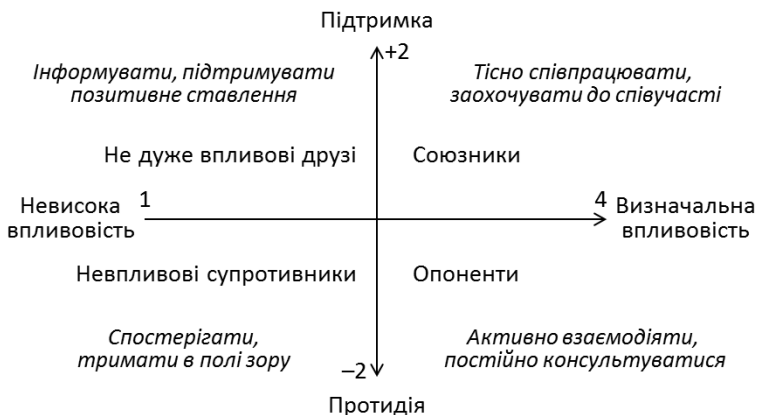 Підтримка
+2
Інформувати, підтримувати
позитивне ставлення
Тісно співпрацювати,
заохочувати до співучасті
Не дуже впливові друзі
Союзники
Невисока
впливовість
1
4
Визначальна
впливовість
Невпливові супротивники
Опоненти
Спостерігати,
тримати в полі зору
Активно взаємодіяти,
постійно консультуватися
–2
Протидія